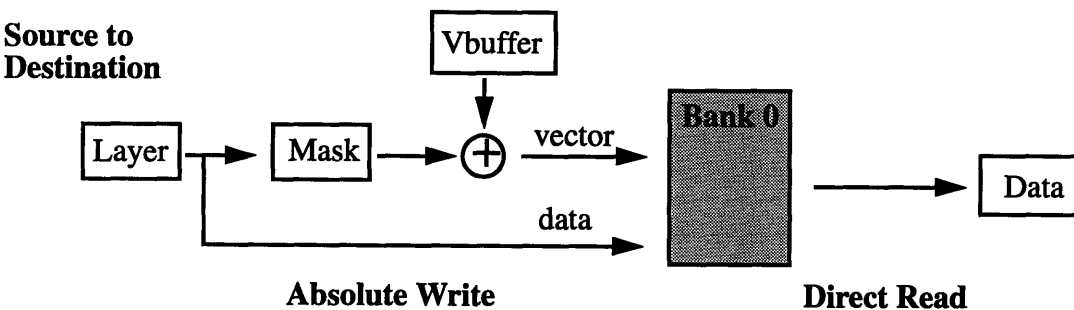 Source to
Destination
Vbuffer
Bank 0
Layer
Mask
+
vector
Data
data
Absolute Write
Direct Read